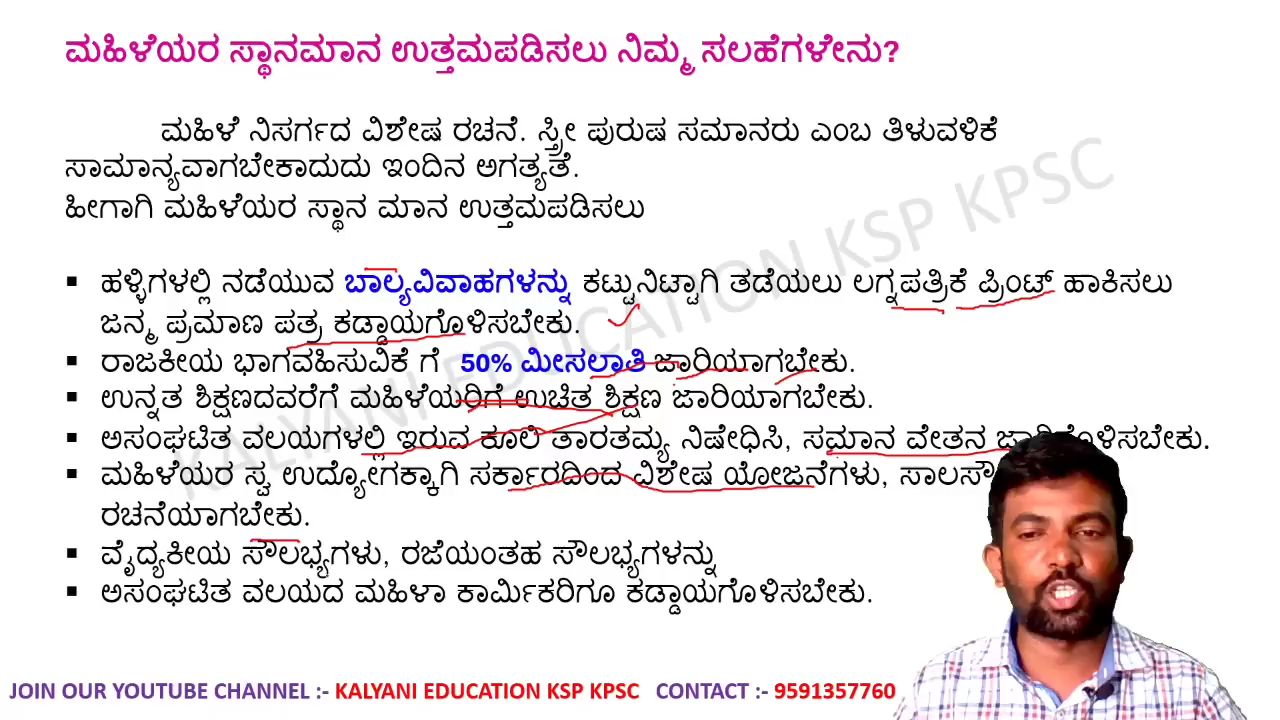 ಮಹಿಳೆಯರ ಸ್ಥಾನಮಾನ ಉತ್ತಮಪಡಿಸಲು ನಿಮ್ಮ ಸಲಹೆಗಳೇನು?
ಮಹಿಳೆ ನಿಸರ್ಗದ ವಿಶೇಷ ರಚನೆ. ಸ್ತ್ರೀ ಪುರುಷ ಸಮಾನರು ಎಂಬ ತಿಳುವಳಿಕೆ
ಸಾಮಾನ್ಯವಾಗಬೇಕಾದುದು ಇಂದಿನ ಅಗತ್ಯತೆ.
ಹೀಗಾಗಿ ಮಹಿಳೆಯರ ಸ್ಥಾನ ಮಾನ ಉತ್ತಮಪಡಿಸಲು
▪ ಹಳ್ಳಿಗಳಲ್ಲಿ ನಡೆಯುವ ಬಾಲ್ಯವಿವಾಹಗಳನ್ನು ಕಟ್ಟುನಿಟ್ಟಾಗಿ ತಡೆಯಲು ಲಗ್ನಪತ್ರಿಕೆ ಪ್ರಿಂಟ್ ಹಾಕಿಸಲು
ಜನ್ಮ ಪ್ರಮಾಣ ಪತ್ರ ಕಡ್ಡಾಯಗೊಳಿಸಬೇಕು.
▪ ರಾಜಕೀಯ ಭಾಗವಹಿಸುವಿಕೆ ಗೆ 50% ಮೀಸಲಾತಿ ಜಾರಿಯಾಗಬೇಕು.
▪ ಉನ್ನತ ಶಿಕ್ಷಣದವರೆಗೆ ಮಹಿಳೆಯರಿಗೆ ಉಚಿತ ಶಿಕ್ಷಣ ಜಾರಿಯಾಗಬೇಕು.
▪ ಅಸಂಘಟಿತ ವಲಯಗಳಲ್ಲಿ ಇರುವ ಕೂಲಿ ತಾರತಮ್ಯ ನಿಷೇಧಿಸಿ, ಸಮಾನ ವೇತನ ಜಾರಿಗೊಳಿಸಬೇಕು.
▪ ಮಹಿಳೆಯರ ಸ್ವ ಉದ್ಯೋಗಕ್ಕಾಗಿ ಸರ್ಕಾರದಿಂದ ವಿಶೇಷ ಯೋಜನೆಗಳು,
ರಚನೆಯಾಗಬೇಕು.
▪ ವೈದ್ಯಕೀಯ ಸೌಲಭ್ಯಗಳು, ರಜೆಯಂತಹ ಸೌಲಭ್ಯಗಳನ್ನು
▪ ಅಸಂಘಟಿತ ವಲಯದ ಮಹಿಳಾ ಕಾರ್ಮಿಕರಿಗೂ ಕಡ್ಡಾಯಗೊಳಿಸಬೇಕು.
KALYANI EDUCATION KSP KPSC
JOIN OUR YOUTUBE CHANNEL :- KALYANI EDUCATION KSP KPSC CONTACT :- 9591357760